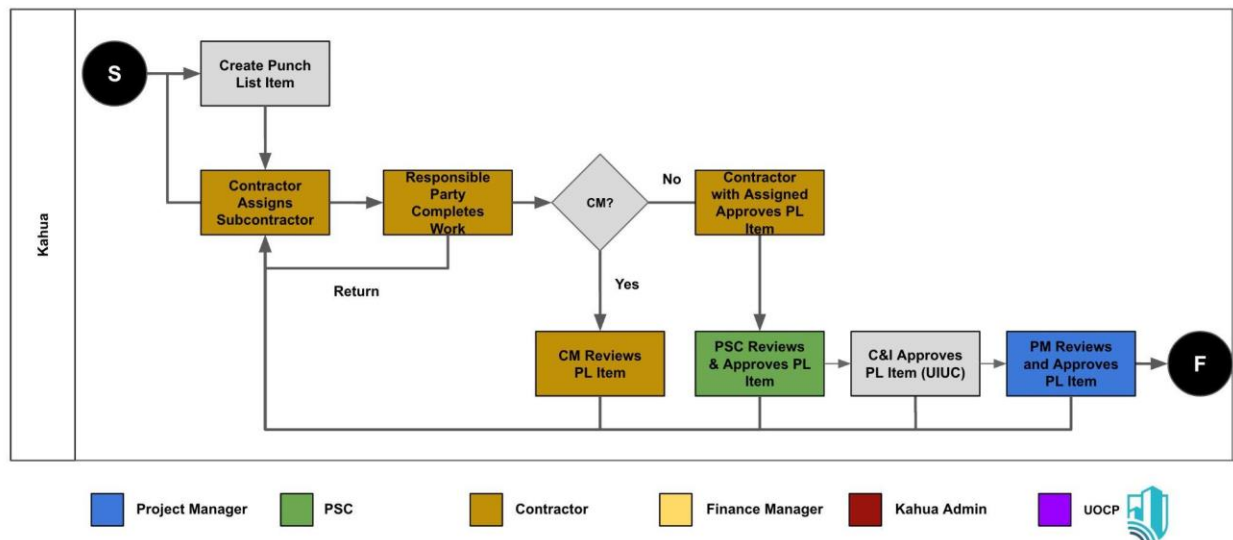 Kahua
S
Create Punch
List Item
Contractor
Assigns
Subcontractor
Responsible
Party
Completes
Work
CM?
No
Contractor
with Assigned
Approves PL
Item
Return
Yes
CM Reviews
PL Item
PSC Reviews
& Approves PL
Item
C&I Approves
PL Item (UIUC)
PM Reviews
and Approves
PL Item
F
Project Manager
PSC
Contractor
Finance Manager
Kahua Admin
UOCP